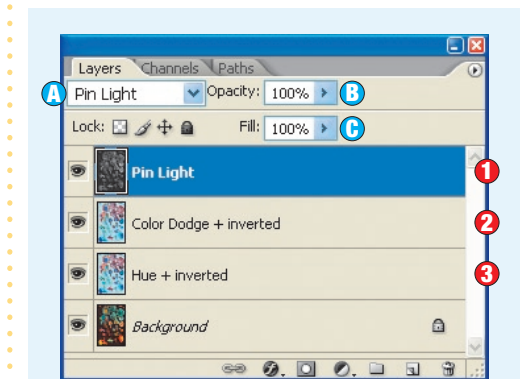 Layers Channels Paths
A Pin Light Opacity: 100% B
Lock: Fill: 100% C
Pin Light 1
Color Dodge + inverted 2
Hue + inverted 3
Background